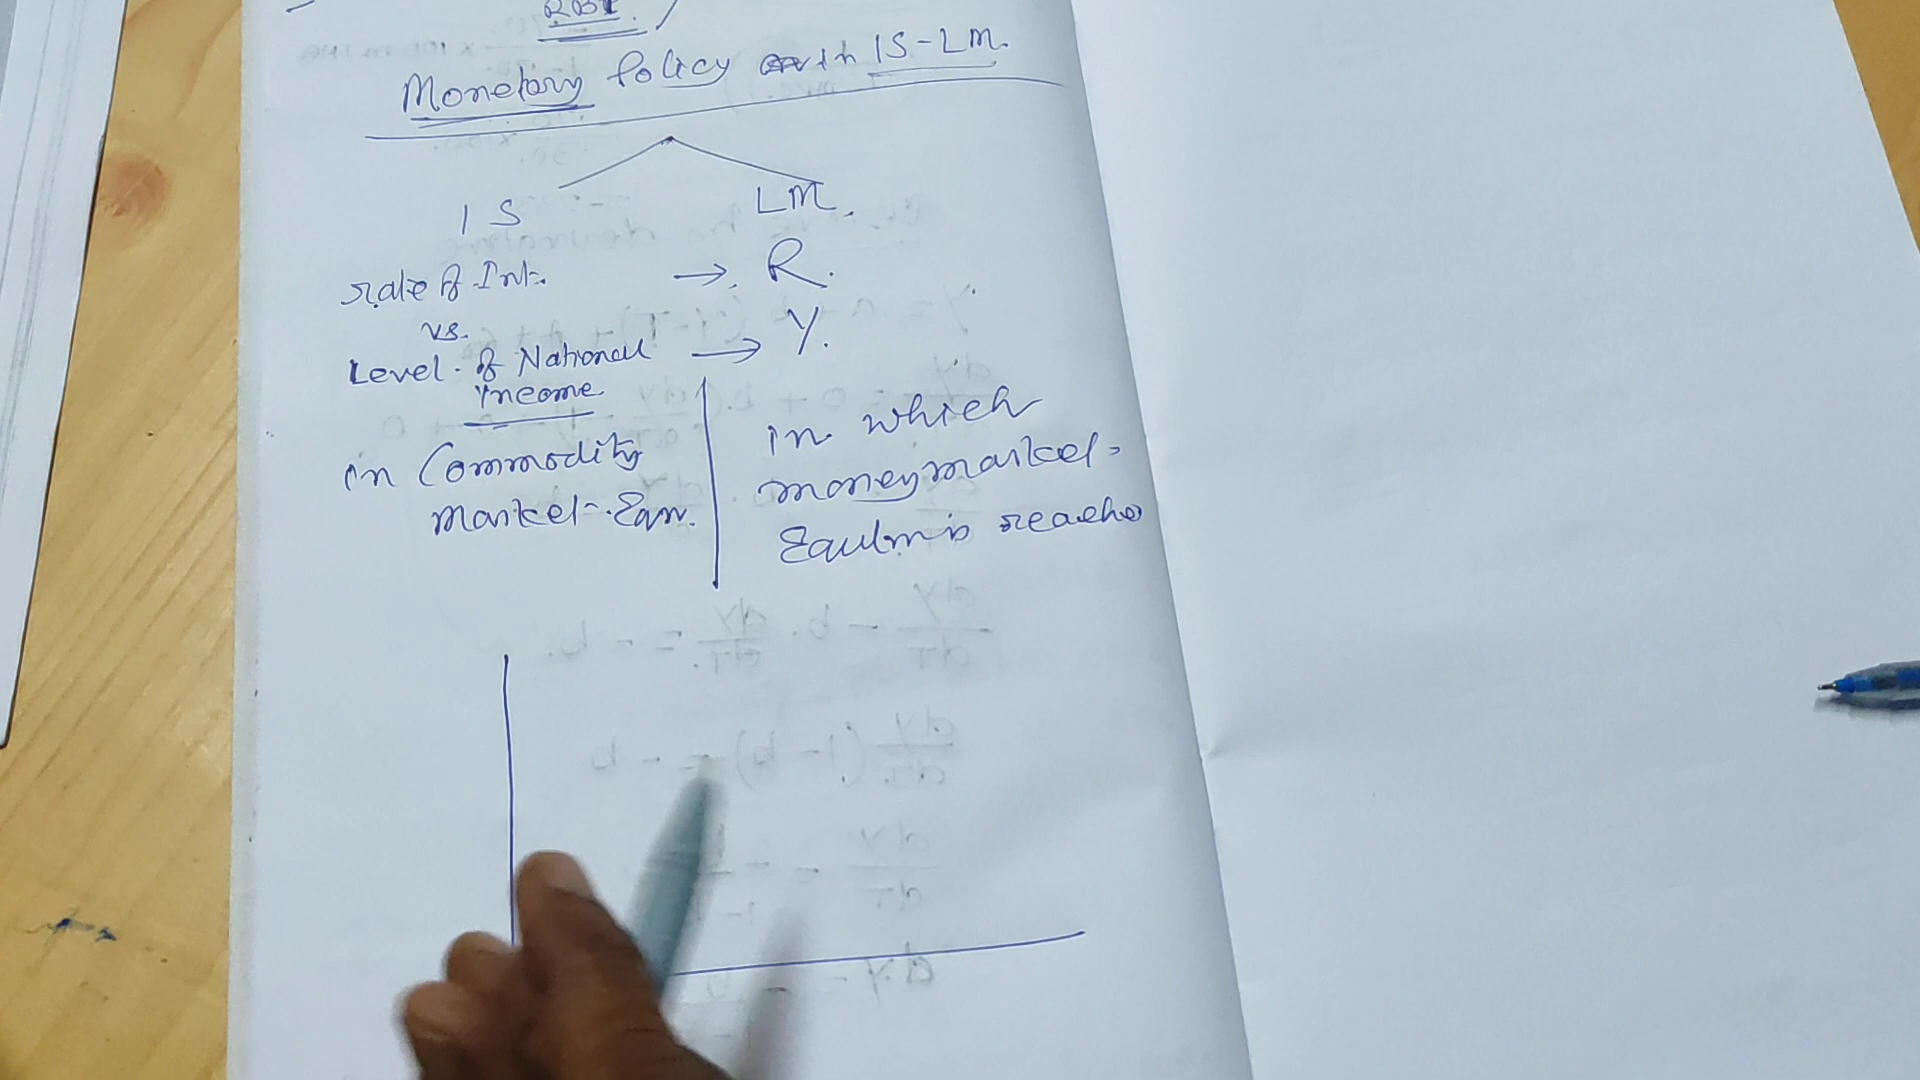 RBI.
Monetary Policy with IS-LM.
IS
LM.
rate of Int.
→ R.
vs.
Level of National
→ Y.
Income
in Commodity
Market Eqm.
in which
money market
Equlm is reache